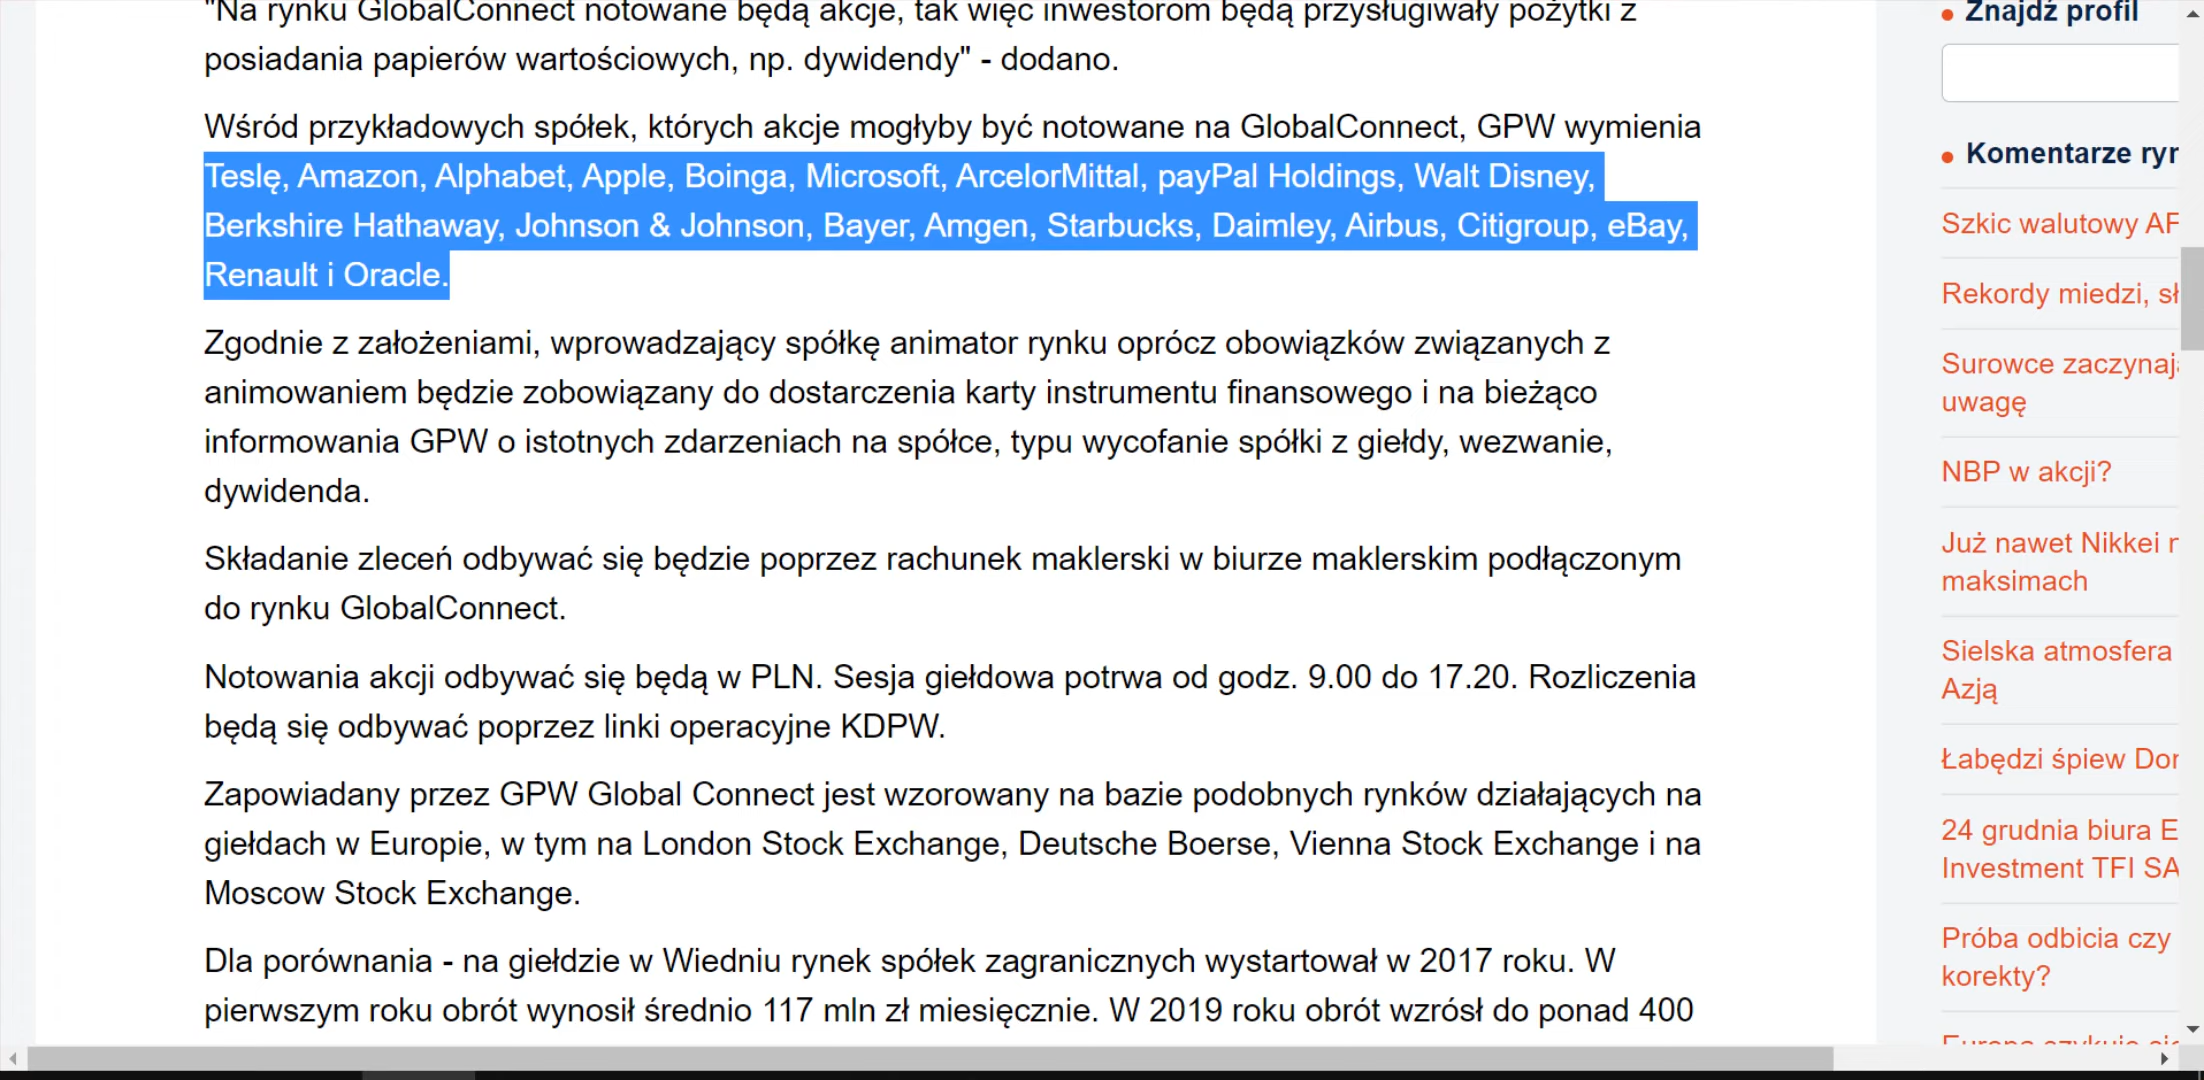 "Na rynku GlobalConnect notowane będą akcje, tak więc inwestorom będą przysługiwały pożytki z
posiadania papierów wartościowych, np. dywidendy" - dodano.
Wśród przykładowych spółek, których akcje mogłyby być notowane na GlobalConnect, GPW wymienia
Teslę, Amazon, Alphabet, Apple, Boinga, Microsoft, ArcelorMittal, payPal Holdings, Walt Disney,
Berkshire Hathaway, Johnson & Johnson, Bayer, Amgen, Starbucks, Daimley, Airbus, Citigroup, eBay,
Renault i Oracle.
Zgodnie z założeniami, wprowadzający spółkę animator rynku oprócz obowiązków związanych z
animowaniem będzie zobowiązany do dostarczenia karty instrumentu finansowego i na bieżąco
informowania GPW o istotnych zdarzeniach na spółce, typu wycofanie spółki z giełdy, wezwanie,
dywidenda.
Składanie zleceń odbywać się będzie poprzez rachunek maklerski w biurze maklerskim podłączonym
do rynku GlobalConnect.
Notowania akcji odbywać się będą w PLN. Sesja giełdowa potrwa od godz. 9.00 do 17.20. Rozliczenia
będą się odbywać poprzez linki operacyjne KDPW.
Zapowiadany przez GPW Global Connect jest wzorowany na bazie podobnych rynków działających na
giełdach w Europie, w tym na London Stock Exchange, Deutsche Boerse, Vienna Stock Exchange i na
Moscow Stock Exchange.
Dla porównania - na giełdzie w Wiedniu rynek spółek zagranicznych wystartował w 2017 roku. W
pierwszym roku obrót wynosił średnio 117 mln zł miesięcznie. W 2019 roku obrót wzrósł do ponad 400
Znajdź profil
Komentarze ryn
Szkic walutowy AF
Rekordy miedzi, sł
Surowce zaczynają
uwagę
NBP w akcji?
Już nawet Nikkei n
maksimach
Sielska atmosfera
Azją
Łabędzi śpiew Don
24 grudnia biura E
Investment TFI SA
Próba odbicia czy
korekty?